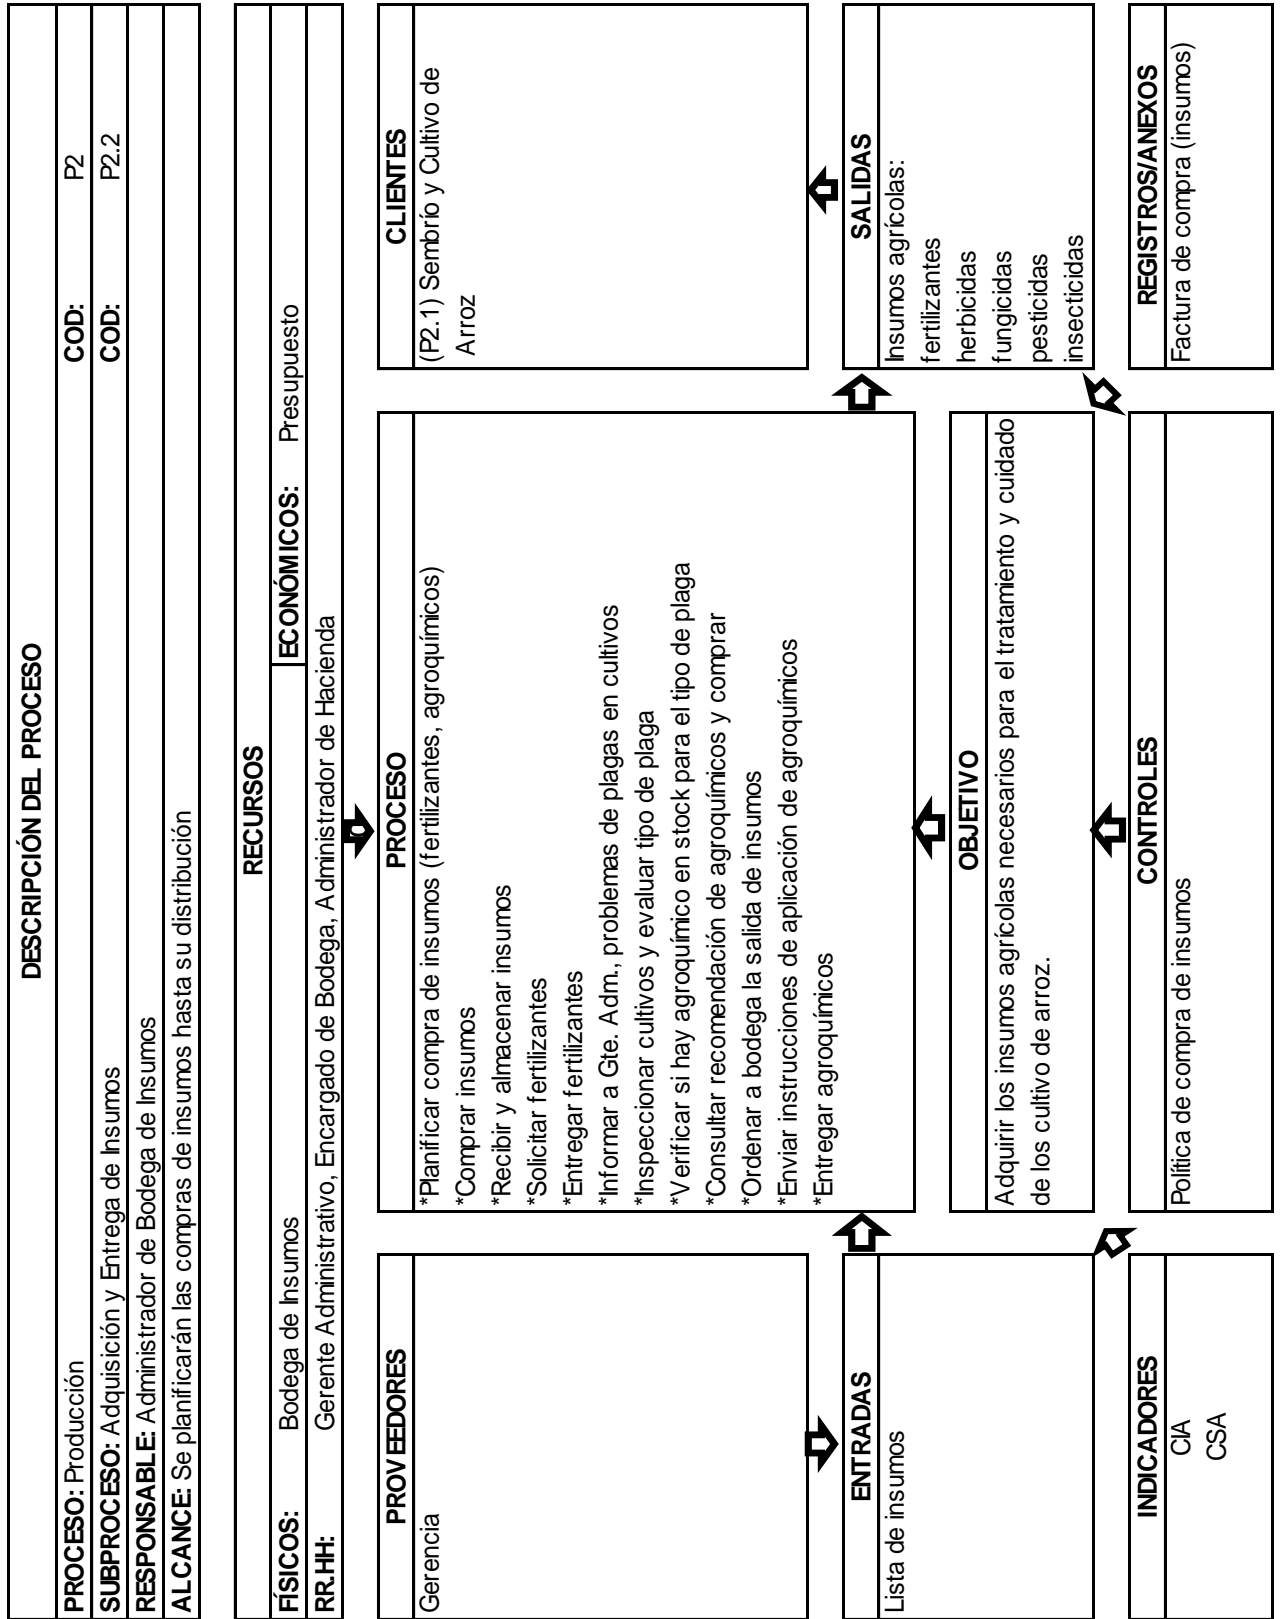 DESCRIPCIÓN DEL PROCESO
PROCESO: Producción COD: P2
SUBPROCESO: Adquisición y Entrega de Insumos COD: P2.2
RESPONSABLE: Administrador de Bodega de Insumos
ALCANCE: Se planificarán las compras de insumos hasta su distribución
RECURSOS
FÍSICOS: Bodega de Insumos ECONÓMICOS: Presupuesto
RR.HH: Gerente Administrativo, Encargado de Bodega, Administrador de Hacienda
PROVEEDORES
Gerencia
PROCESO
*Planificar compra de insumos (fertilizantes, agroquímicos)
*Comprar insumos
*Recibir y almacenar insumos
*Solicitar fertilizantes
*Entregar fertilizantes
*Informar a Gte. Adm., problemas de plagas en cultivos
*Inspeccionar cultivos y evaluar tipo de plaga
*Verificar si hay agroquímico en stock para el tipo de plaga
*Consultar recomendación de agroquímicos y comprar
*Ordenar a bodega la salida de insumos
*Enviar instrucciones de aplicación de agroquímicos
*Entregar agroquímicos
CLIENTES
(P2.1) Sembrío y Cultivo de
Arroz
ENTRADAS
Lista de insumos
OBJETIVO
Adquirir los insumos agrícolas necesarios para el tratamiento y cuidado
de los cultivo de arroz.
SALIDAS
Insumos agrícolas:
fertilizantes
herbicidas
fungicidas
pesticidas
insecticidas
INDICADORES
CIA
CSA
CONTROLES
Política de compra de insumos
REGISTROS/ANEXOS
Factura de compra (insumos)